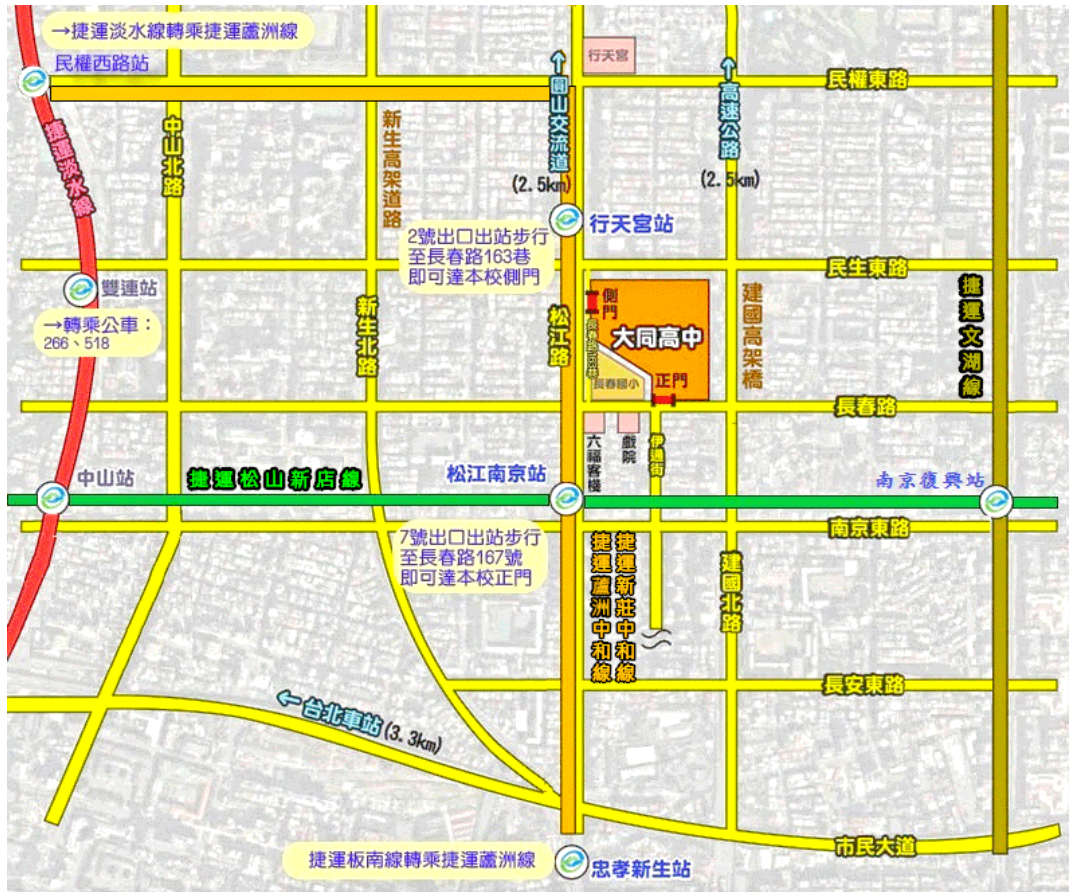 →捷運淡水線轉乘捷運蘆洲線
民權西路站
行天宮
民權東路
圓山交流道
(2.5km)
高速公路
(2.5km)
捷運淡水線
中山北路
新生高架道路
行天宮站
2號出口出站步行
至長春路163巷
即可達本校側門
民生東路
雙連站
→轉乘公車：
266、518
新生北路
松江路
長春路163巷
側門
大同高中
長春國小
正門
建國高架橋
捷運文湖線
長春路
六福客棧
戲院
伊通街
中山站
捷運松山新店線
松江南京站
南京復興站
南京東路
7號出口出站步行
至長春路167號
即可達本校正門
捷運蘆洲中和線
捷運新莊中和線
建國北路
長安東路
←台北車站(3.3km)
市民大道
捷運板南線轉乘捷運蘆洲線
忠孝新生站